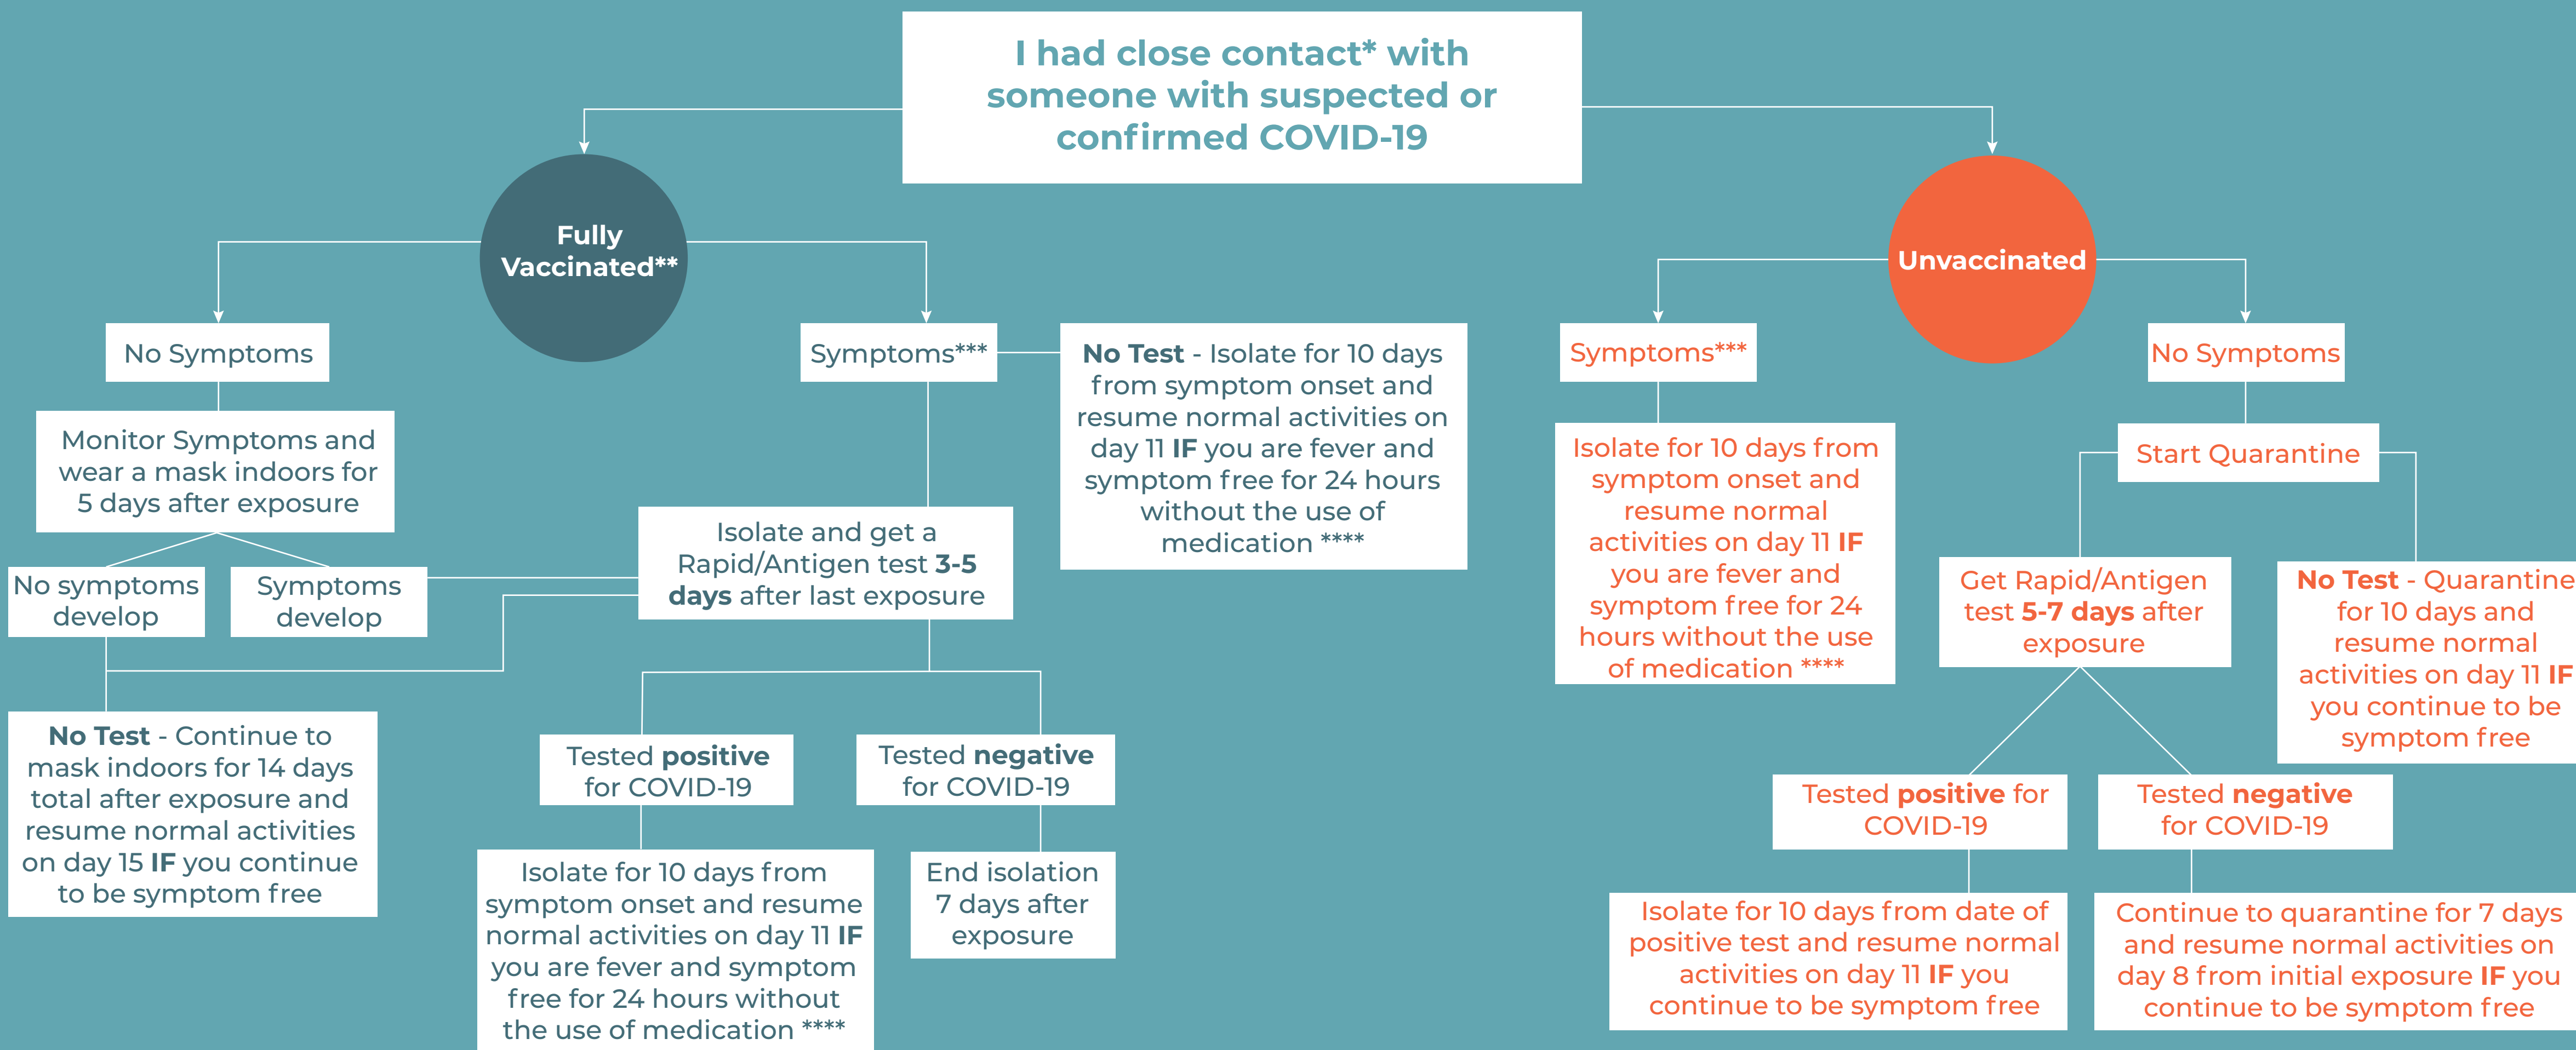 I had close contact* with
someone with suspected or
confirmed COVID-19
Fully
Vaccinated**
Unvaccinated
No Symptoms
Monitor Symptoms and
wear a mask indoors for
5 days after exposure
No symptoms
develop
Symptoms
develop
No Test - Continue to
mask indoors for 14 days
total after exposure and
resume normal activities
on day 15 IF you continue
to be symptom free
Symptoms***
No Test - Isolate for 10 days
from symptom onset and
resume normal activities on
day 11 IF you are fever and
symptom free for 24 hours
without the use of
medication ****
Isolate and get a
Rapid/Antigen test 3-5
days after last exposure
Tested positive
for COVID-19
Isolate for 10 days from
symptom onset and resume
normal activities on day 11 IF
you are fever and symptom
free for 24 hours without
the use of medication ****
Tested negative
for COVID-19
End isolation
7 days after
exposure
Symptoms***
Isolate for 10 days from
symptom onset and
resume normal
activities on day 11 IF
you are fever and
symptom free for 24
hours without the use
of medication ****
No Symptoms
Start Quarantine
Get Rapid/Antigen
test 5-7 days after
exposure
No Test - Quarantine
for 10 days and
resume normal
activities on day 11 IF
you continue to be
symptom free
Tested positive for
COVID-19
Isolate for 10 days from date of
positive test and resume normal
activities on day 11 IF you
continue to be symptom free
Tested negative
for COVID-19
Continue to quarantine for 7 days
and resume normal activities on
day 8 from initial exposure IF you
continue to be symptom free